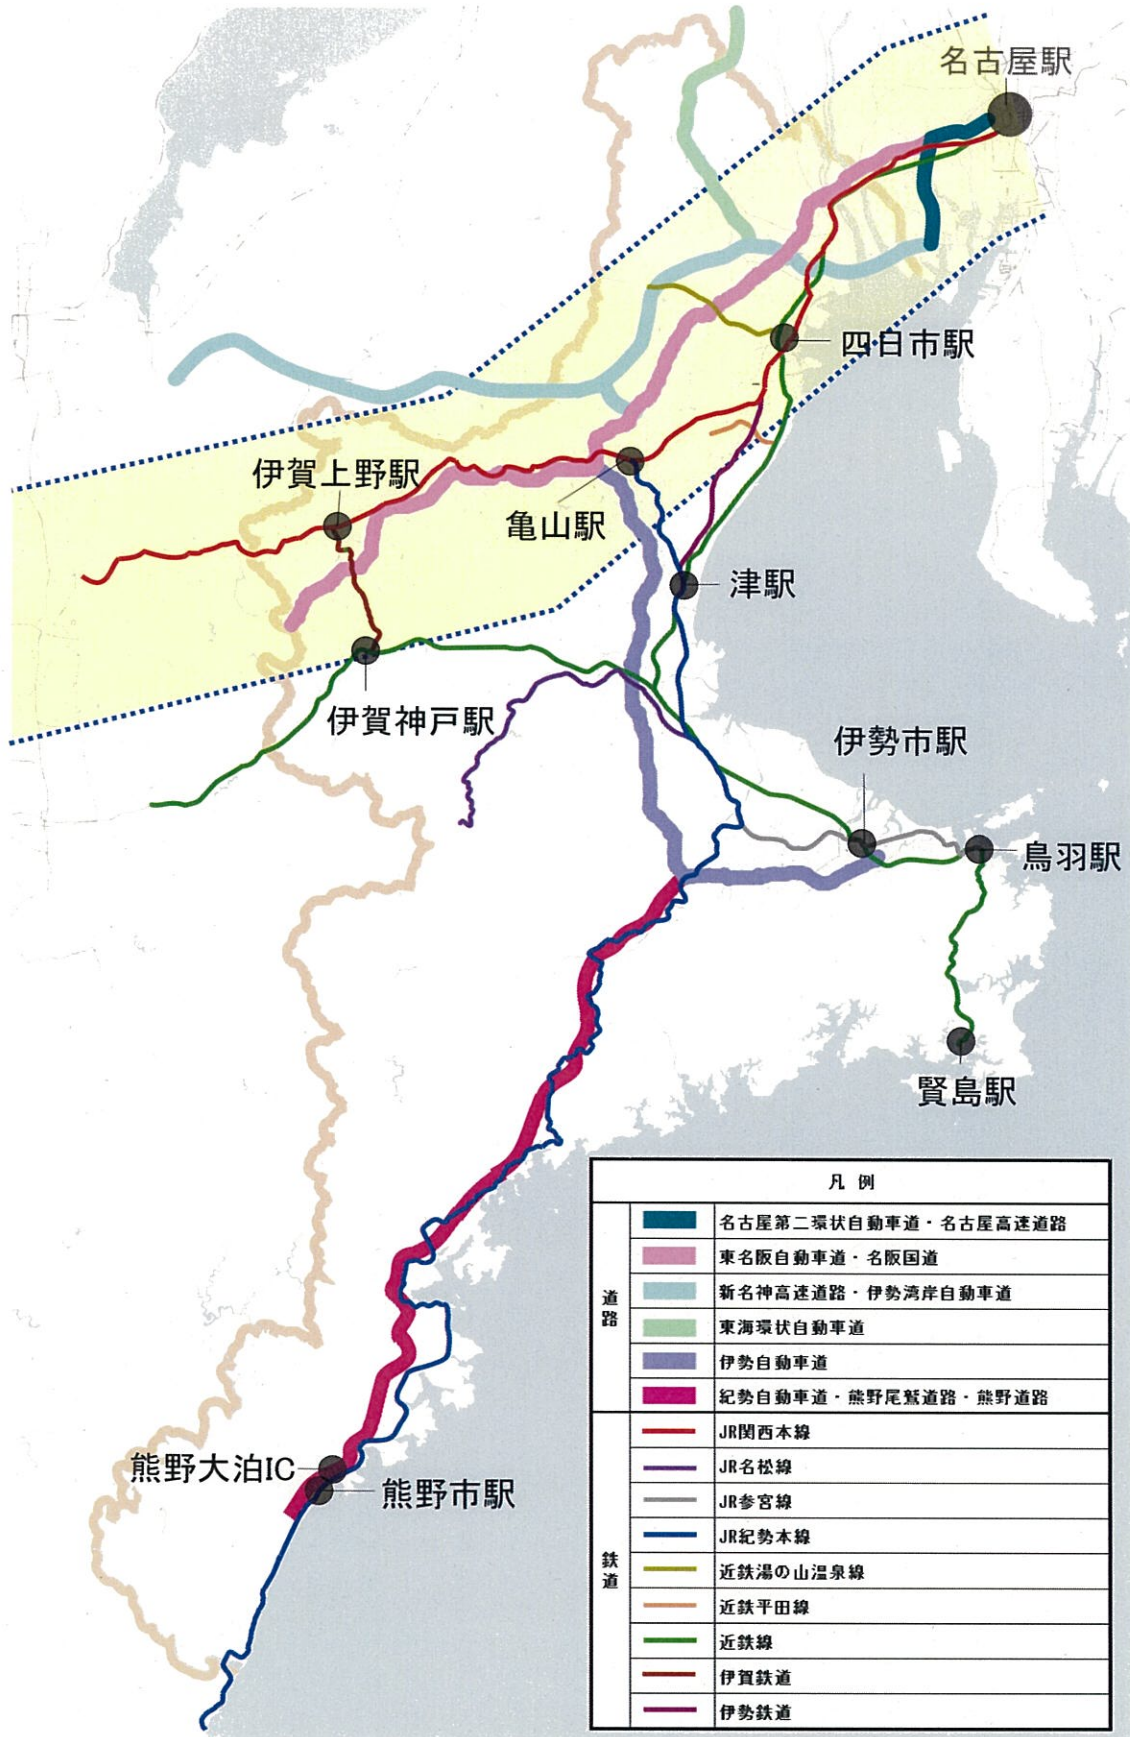 名古屋駅
四日市駅
伊賀上野駅
亀山駅
津駅
伊賀神戸駅
伊勢市駅
鳥羽駅
賢島駅
熊野大泊IC
熊野市駅
凡 例
道路
名古屋第二環状自動車道・名古屋高速道路
東名阪自動車道・名阪国道
新名神高速道路・伊勢湾岸自動車道
東海環状自動車道
伊勢自動車道
紀勢自動車道・熊野尾鷲道路・熊野道路
鉄道
JR関西本線
JR名松線
JR参宮線
JR紀勢本線
近鉄湯の山温泉線
近鉄平田線
近鉄線
伊賀鉄道
伊勢鉄道